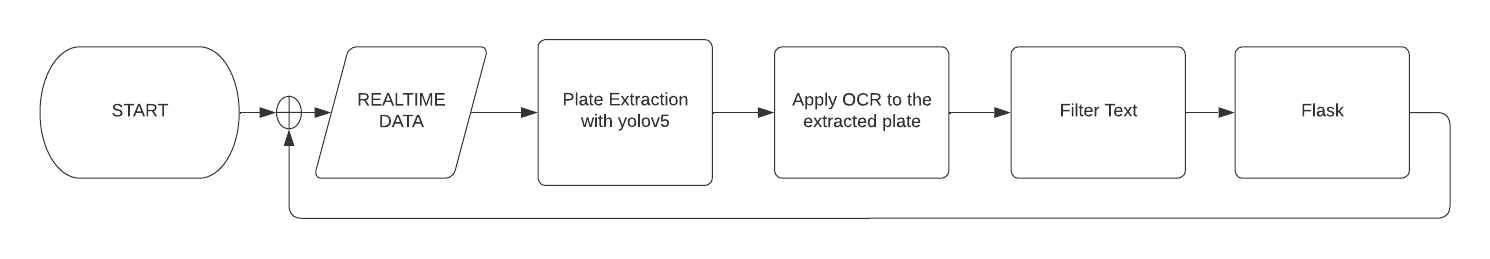 START
REALTIME
DATA
Plate Extraction
with yolov5
Apply OCR to the
extracted plate
Filter Text
Flask